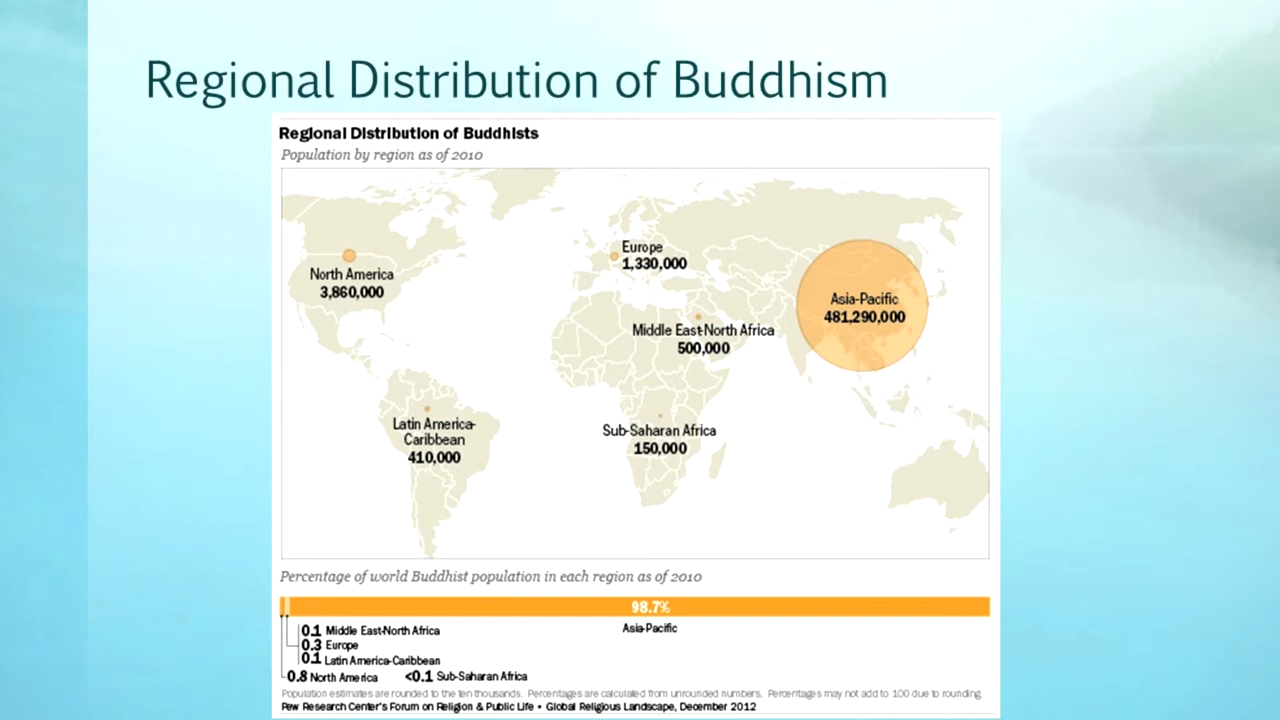 Regional Distribution of Buddhism
Regional Distribution of Buddhists
Population by region as of 2010
Europe
1,330,000
North America
3,860,000
Asia-Pacific
481,290,000
Middle East-North Africa
500,000
Latin America-
Caribbean
410,000
Sub-Saharan Africa
150,000
Percentage of world Buddhist population in each region as of 2010
98.7%
Asia-Pacific
0.1 Middle East-North Africa
0.3 Europe
0.1 Latin America-Caribbean
0.8 North America <0.1 Sub-Saharan Africa
Population estimates are rounded to the ten thousands. Percentages are calculated from unrounded numbers. Percentages may not add to 100 due to rounding.
Pew Research Center's Forum on Religion & Public Life • Global Religious Landscape, December 2012